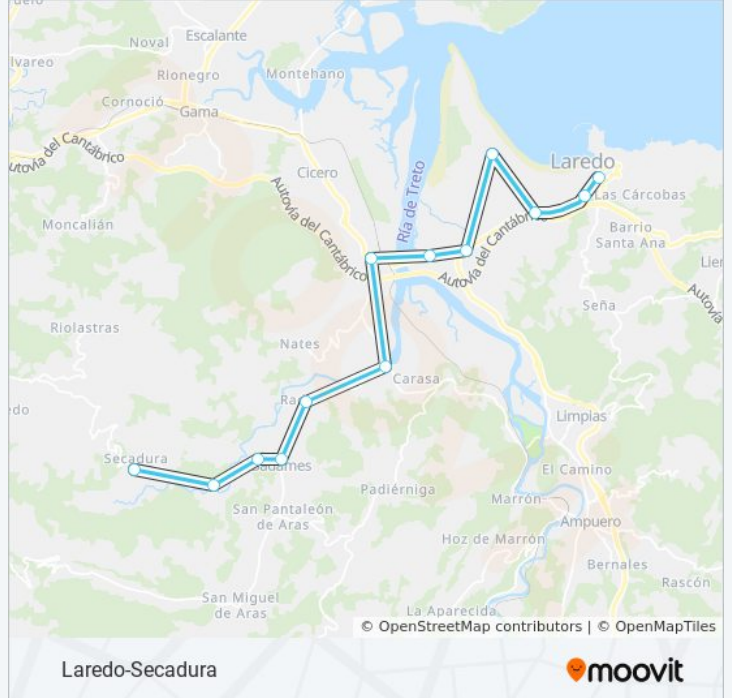 Escalante
Noval
Rionegro
Montehano
Cornoció
Gama
Autovía del Cantábrico
Cicero
Laredo
Las Cárcobas
Ría de Treto
Autovía del Cantábrico
Moncalián
Barrio
Santa Ana
Autovía del Cantábrico
Autovía
Seña
Riolastras
Nates
Carasa
Limpias
Secadura
El Camino
Padiérniga
Marrón
San Pantaleón
de Aras
Ampuero
Hoz de Marrón
Bernales
Rascón
San Miguel
de Aras
La Aparecida
© OpenStreetMap contributors | © OpenMapTiles
Laredo-Secadura
moovit